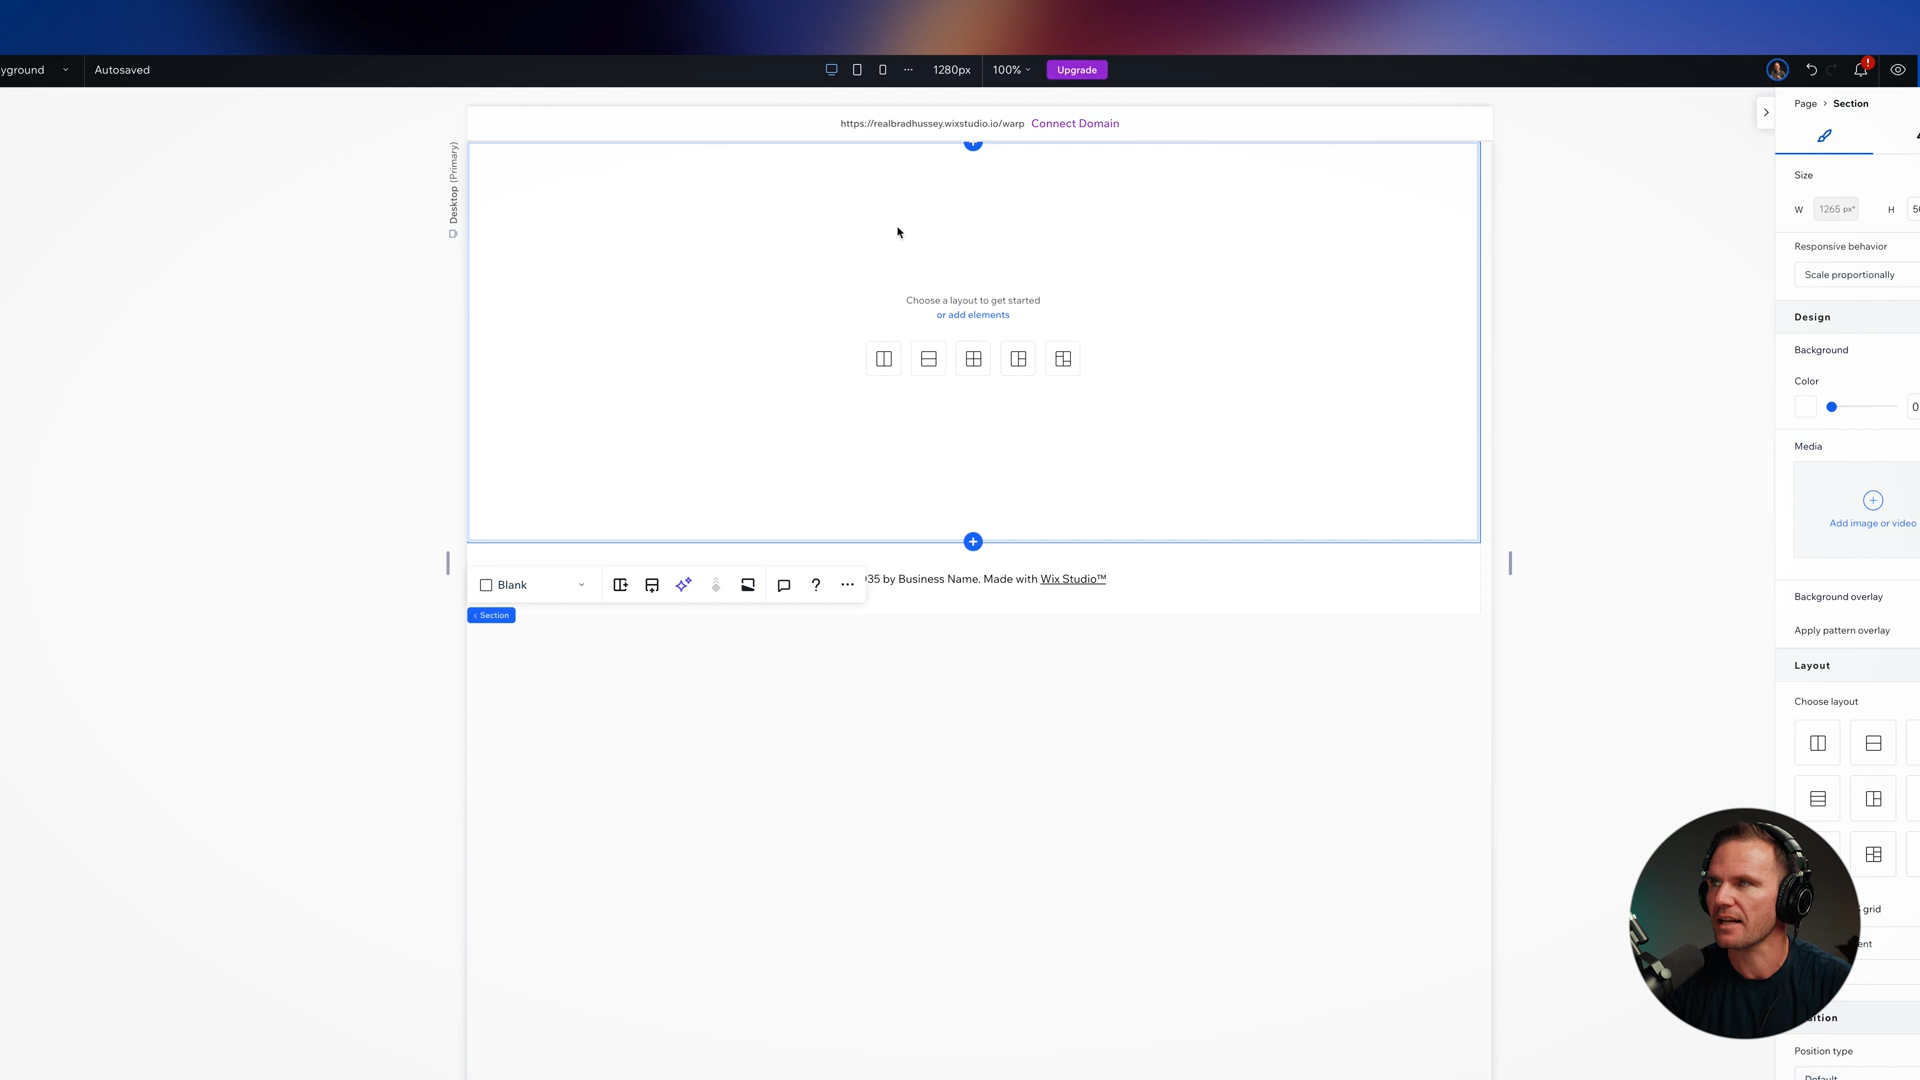 yground
Autosaved
1280px
100%
Upgrade
!
https://realbradhussey.wixstudio.io/warp Connect Domain
Desktop (Primary)
Choose a layout to get started
or add elements
Blank
?
35 by Business Name. Made with Wix Studio™
‹ Section
Page › Section
Size
W 1265 px* H
Responsive behavior
Scale proportionally
Design
Background
Color
0
Media
Add image or video
Background overlay
Apply pattern overlay
Layout
Choose layout
grid
ent
ition
Position type
Default